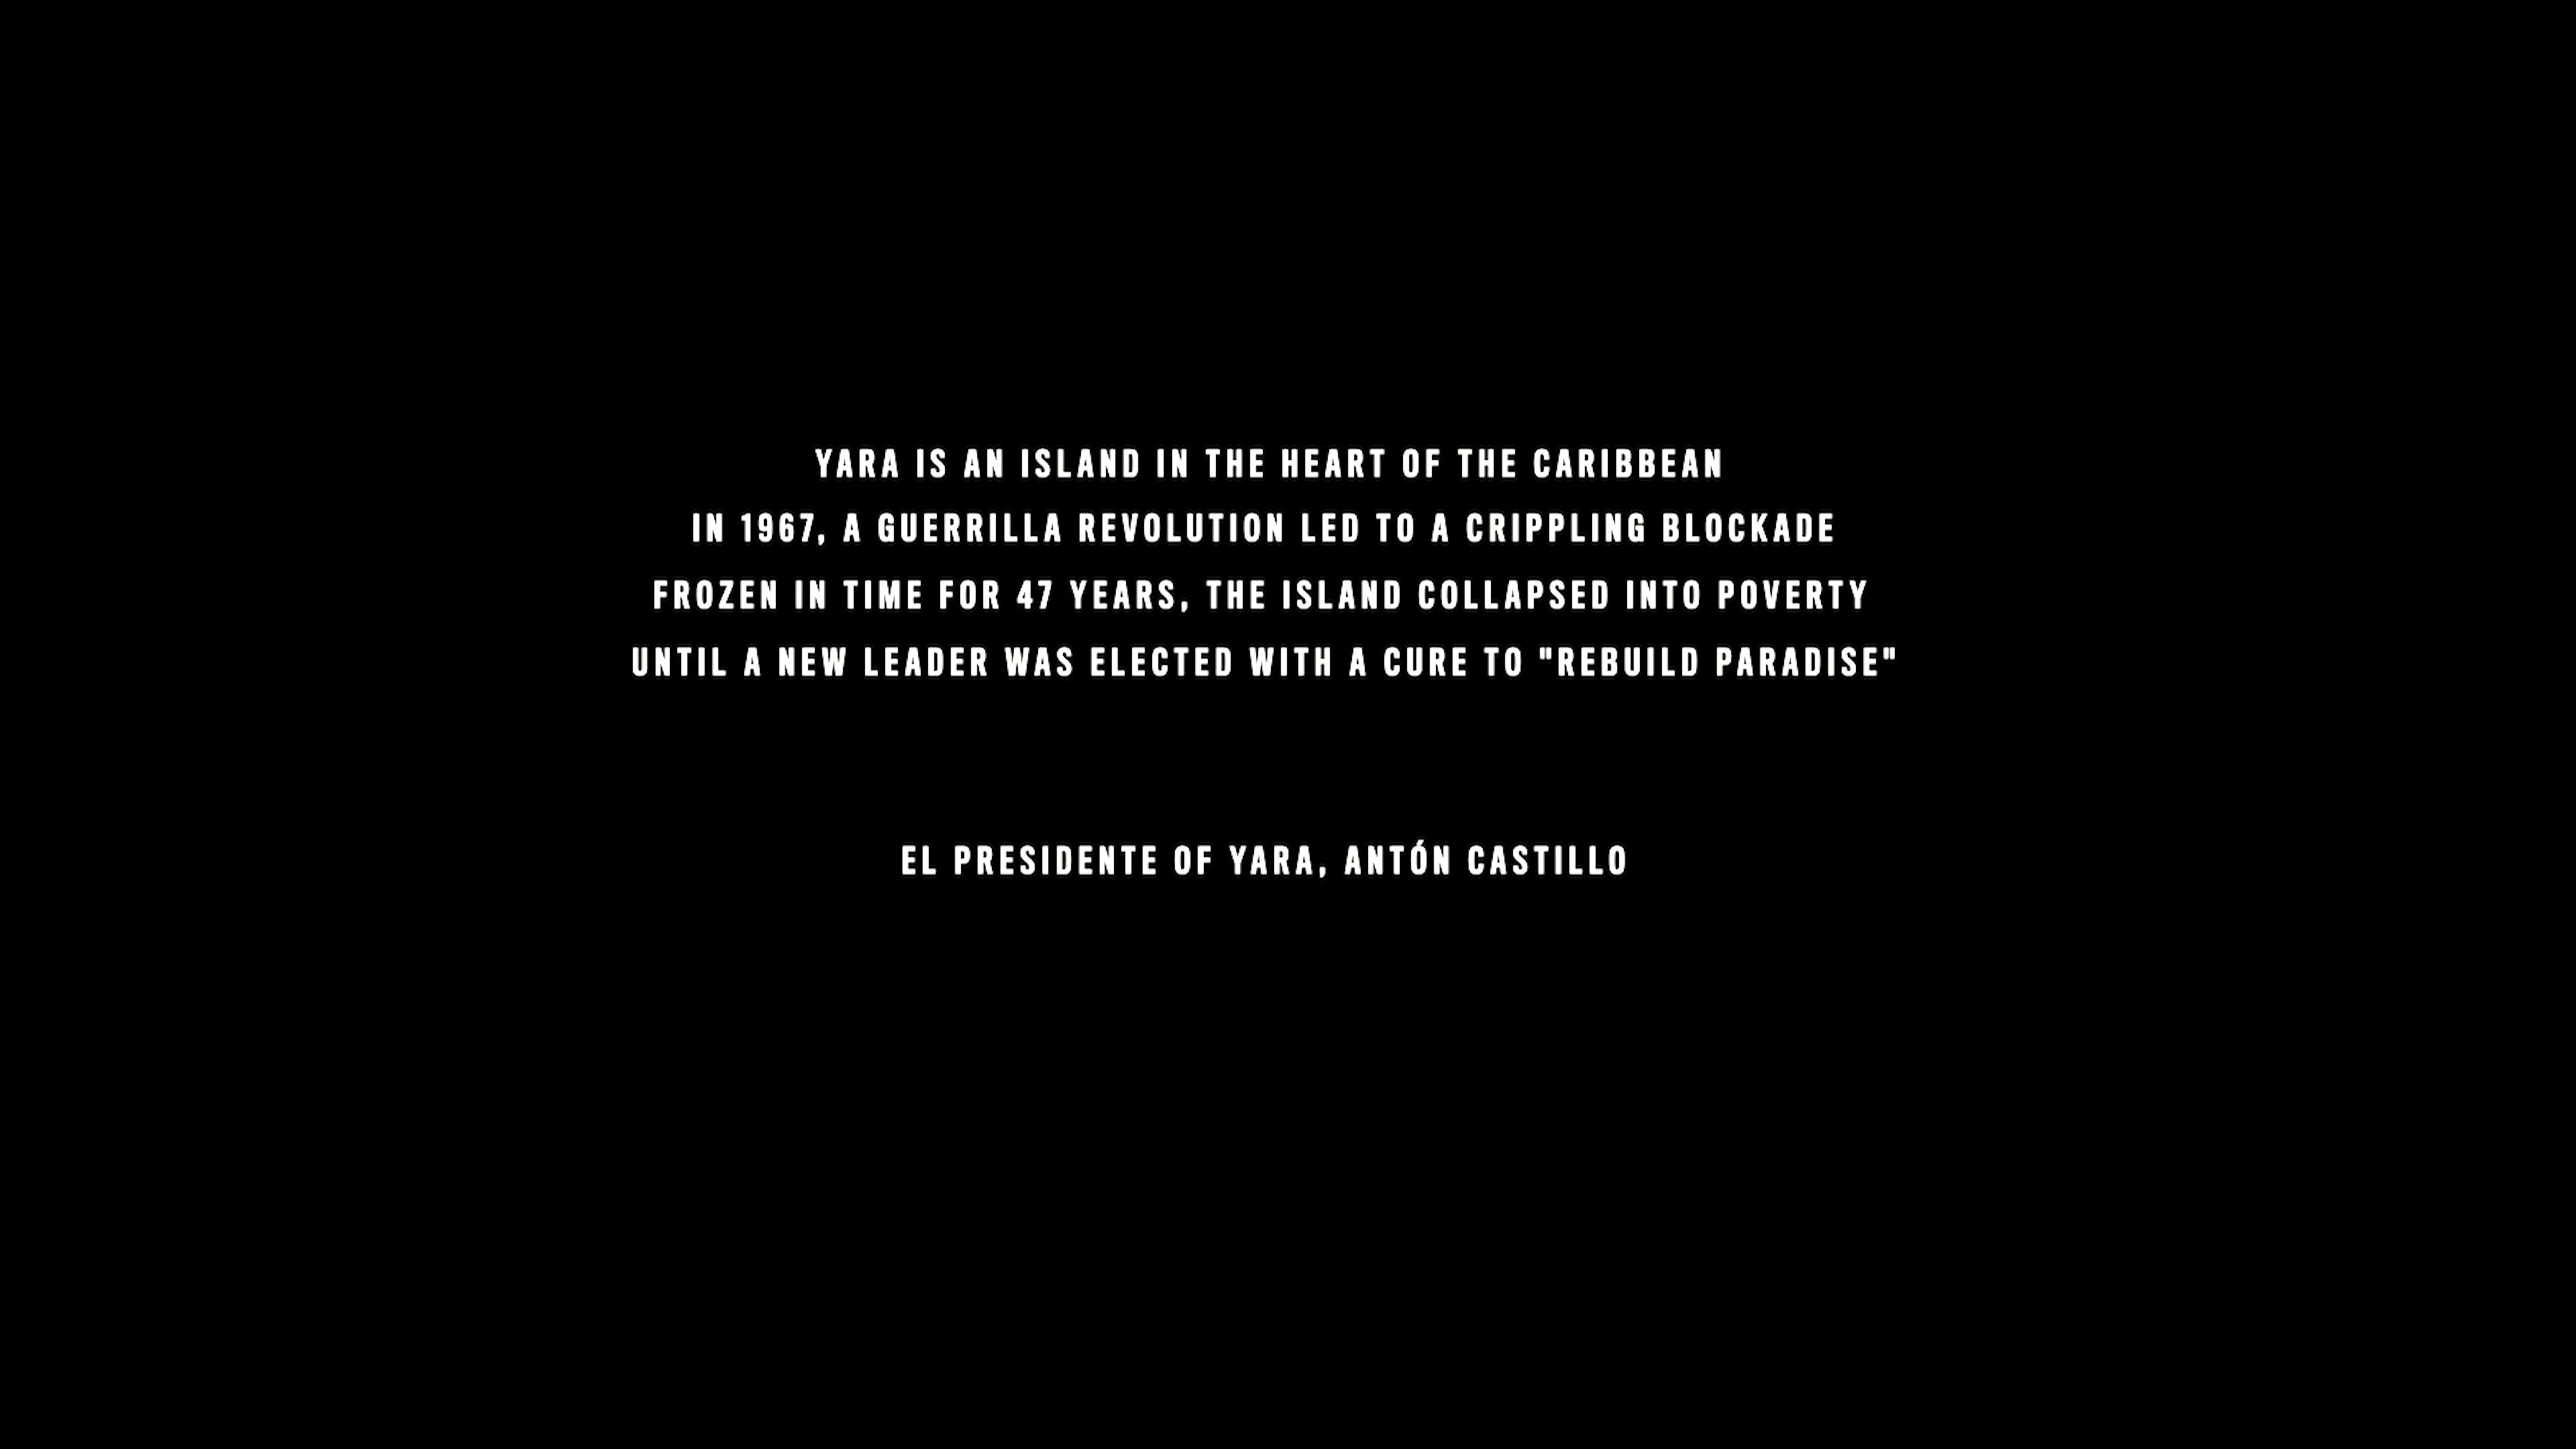 YARA IS AN ISLAND IN THE HEART OF THE CARIBBEAN
IN 1967, A GUERRILLA REVOLUTION LED TO A CRIPPLING BLOCKADE
FROZEN IN TIME FOR 47 YEARS, THE ISLAND COLLAPSED INTO POVERTY
UNTIL A NEW LEADER WAS ELECTED WITH A CURE TO "REBUILD PARADISE"
EL PRESIDENTE OF YARA, ANTÓN CASTILLO